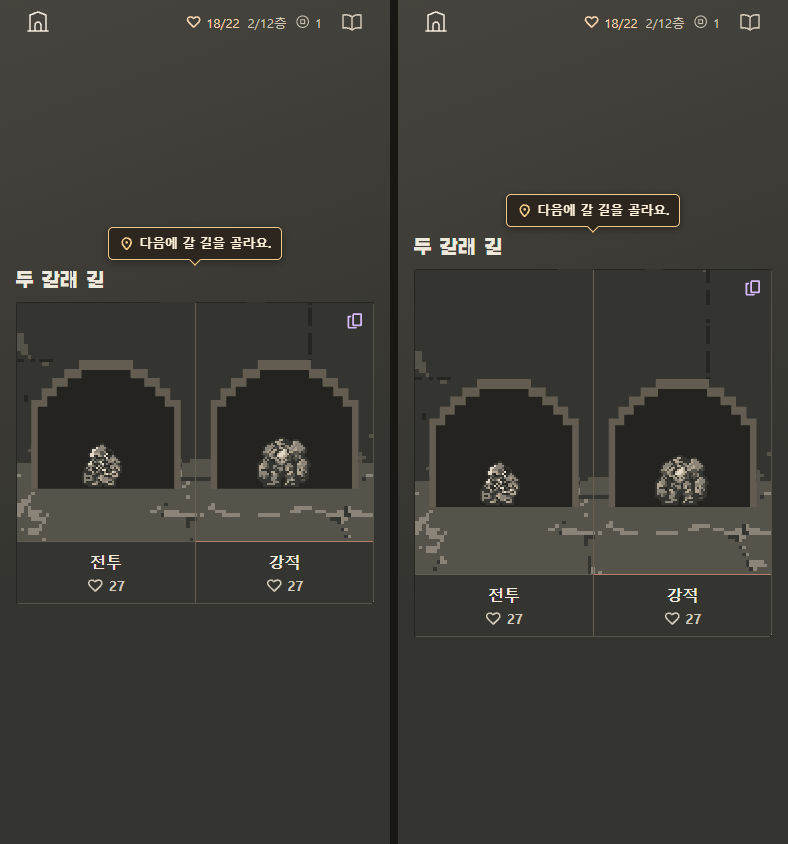 18/22 2/12층 1
다음에 갈 길을 골라요.
두 갈래 길
전투 강적
27 27
18/22 2/12층 1
다음에 갈 길을 골라요.
두 갈래 길
전투 강적
27 27